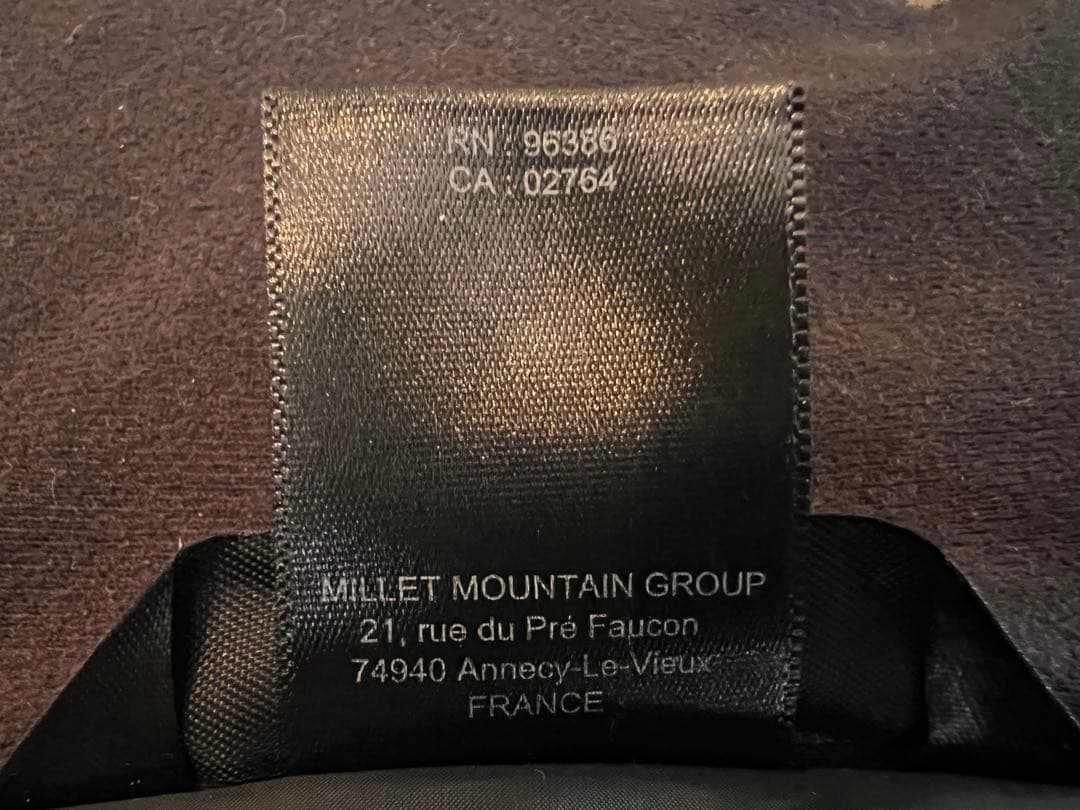 RN : 96386
CA : 02764
MILLET MOUNTAIN GROUP
21, rue du Pré Faucon
74940 Annecy-Le-Vieux
FRANCE